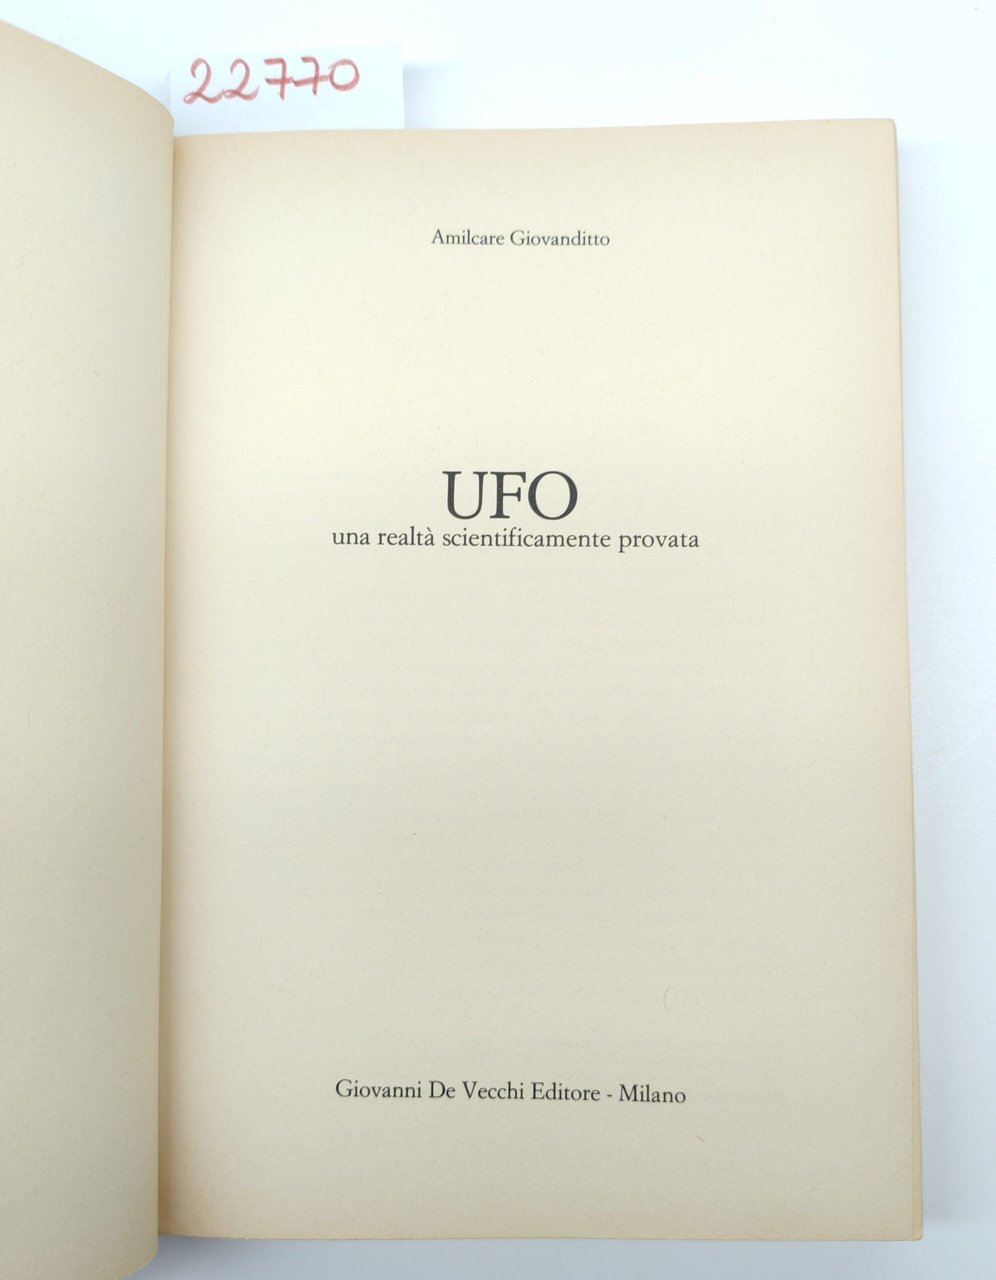 22770
Amilcare Giovanditto
UFO
una realtà scientificamente provata
Giovanni De Vecchi Editore - Milano